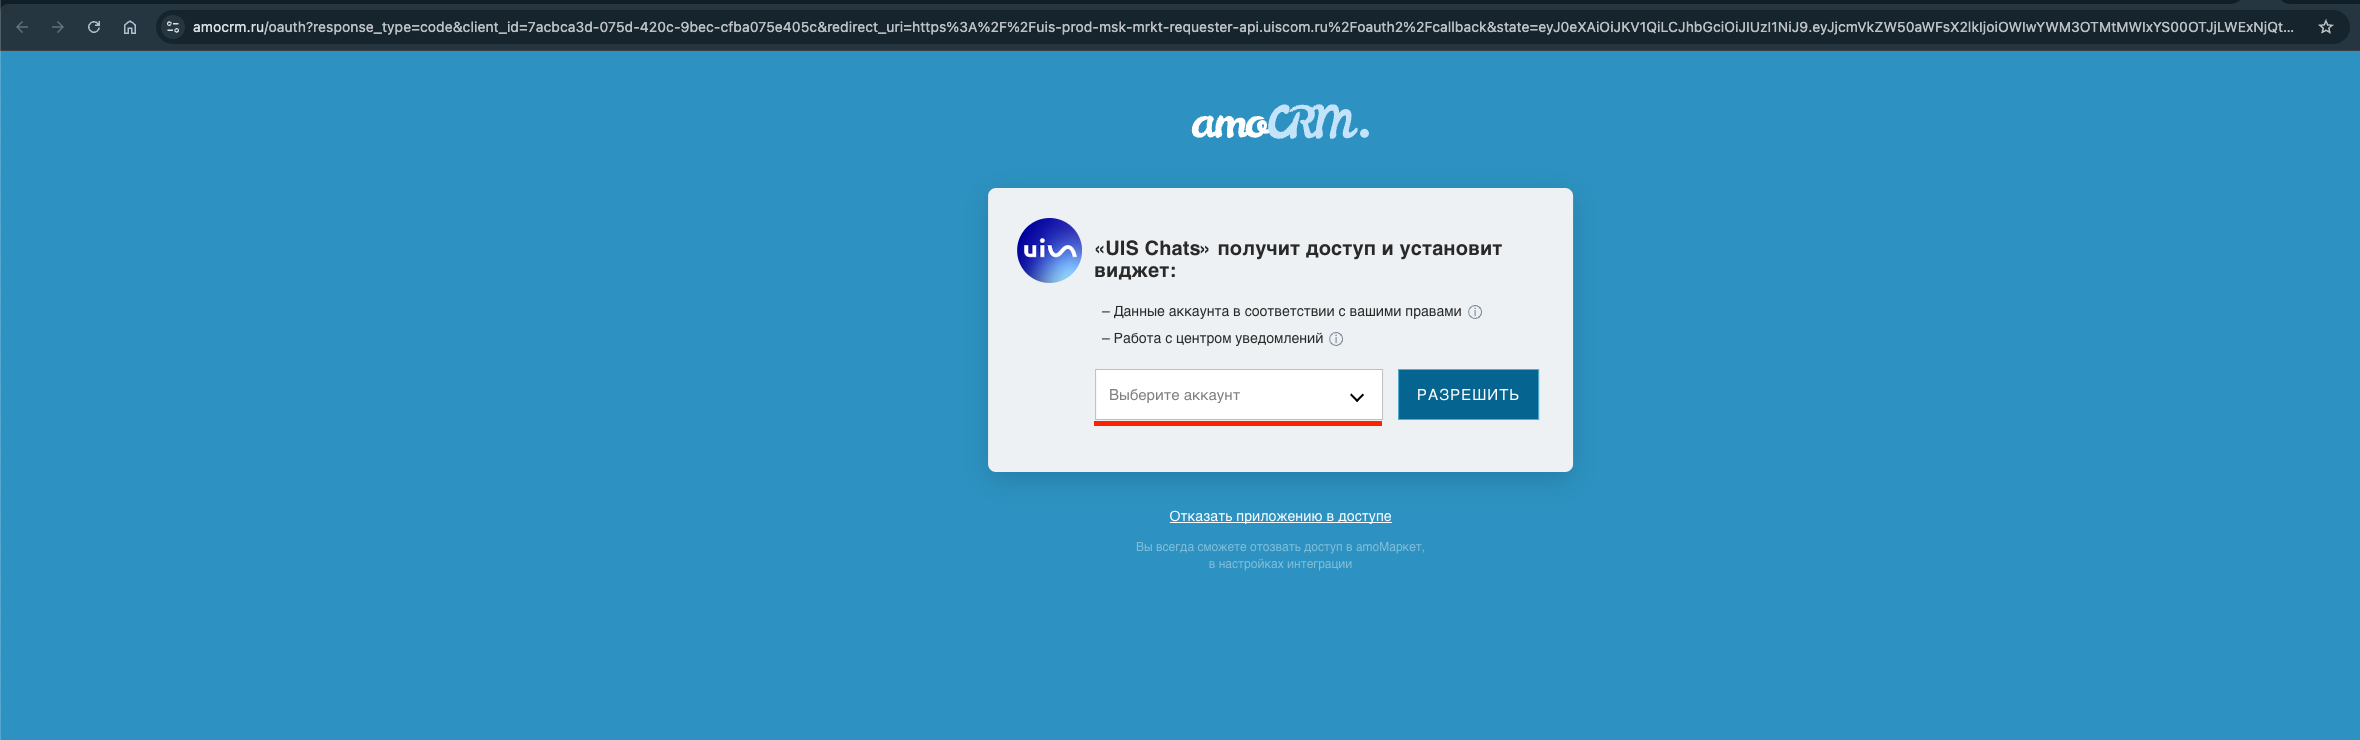 amocrm.ru/oauth?response_type=code&client_id=7acbca3d-075d-420c-9bec-cfba075e405c&redirect_uri=https%3A%2F%2Fuis-prod-msk-mrkt-requester-api.uiscom.ru%2Foauth2%2Fcallback&state=eyJ0eXAiOiJKV1QiLCJhbGciOiJIUzI1NiJ9.eyJjcmVkZW50aWFsX2lkIjoiOWIwYWM3OTMtMWIxYS00OTJjLWExNjQt...
amoCRM.
uis
«UIS Chats» получит доступ и установит
виджет:
– Данные аккаунта в соответствии с вашими правами
– Работа с центром уведомлений
Выберите аккаунт
РАЗРЕШИТЬ
Отказать приложению в доступе
Вы всегда сможете отозвать доступ в amoМаркет,
в настройках интеграции